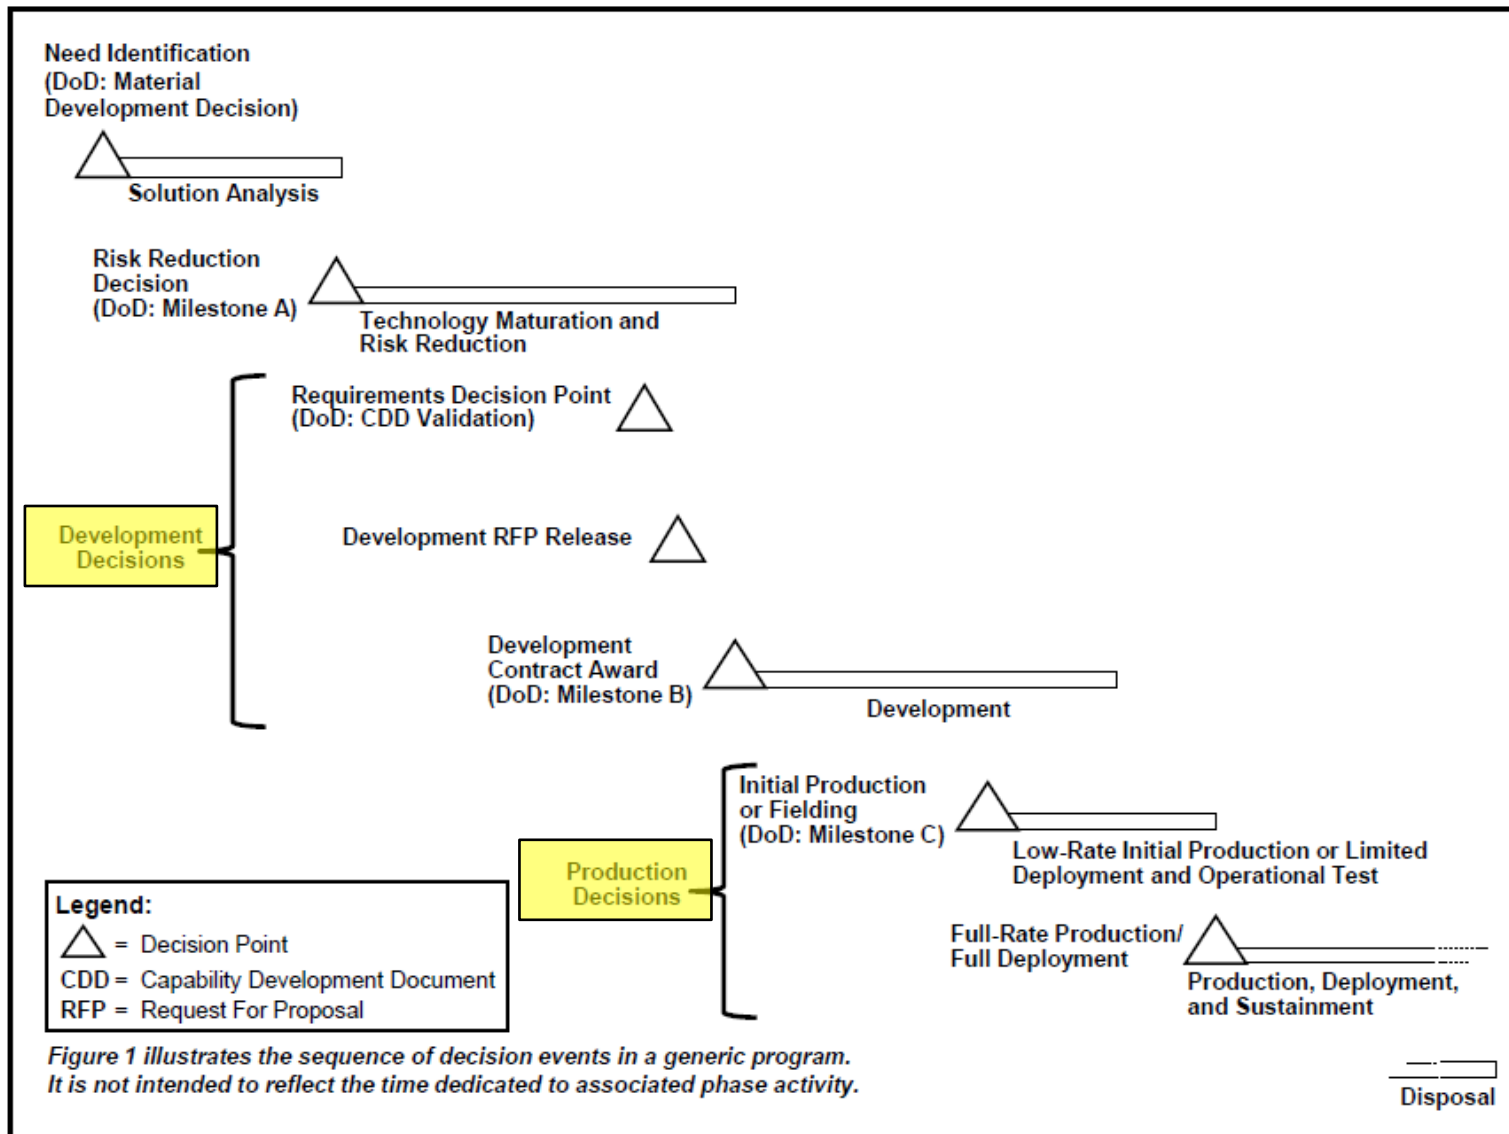 Need Identification
(DoD: Material
Development Decision)
Solution Analysis
Risk Reduction
Decision
(DoD: Milestone A)
Technology Maturation and
Risk Reduction
Requirements Decision Point
(DoD: CDD Validation)
Development
Decisions
Development RFP Release
Development
Contract Award
(DoD: Milestone B)
Development
Initial Production
or Fielding
(DoD: Milestone C)
Low-Rate Initial Production or Limited
Deployment and Operational Test
Production
Decisions
Full-Rate Production/
Full Deployment
Production, Deployment,
and Sustainment
Legend:
= Decision Point
CDD = Capability Development Document
RFP = Request For Proposal
Figure 1 illustrates the sequence of decision events in a generic program.
It is not intended to reflect the time dedicated to associated phase activity.
Disposal